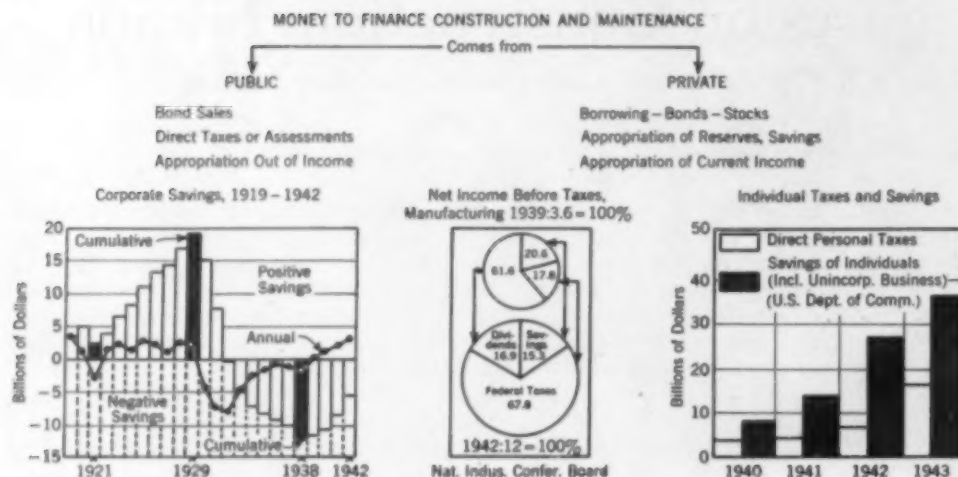 MONEY TO FINANCE CONSTRUCTION AND MAINTENANCE
Comes from
PUBLIC
Bond Sales
Direct Taxes or Assessments
Appropriation Out of Income
PRIVATE
Borrowing – Bonds – Stocks
Appropriation of Reserves, Savings
Appropriation of Current Income
Corporate Savings, 1919 – 1942
Billions of Dollars
20
15
10
5
0
–5
–10
–15
Cumulative
Positive
Savings
Annual
Negative
Savings
Cumulative
1921 1929 1938 1942
Net Income Before Taxes,
Manufacturing 1939:3.6 = 100%
20.6
61.6
17.8
Divi-
dends
16.9
Sav-
ings
15.3
Federal Taxes
67.8
1942:12 = 100%
Nat. Indus. Confer. Board
Individual Taxes and Savings
Billions of Dollars
50
40
30
20
10
0
Direct Personal Taxes
Savings of Individuals
(Incl. Unincorp. Business)
(U.S. Dept. of Comm.)
1940 1941 1942 1943